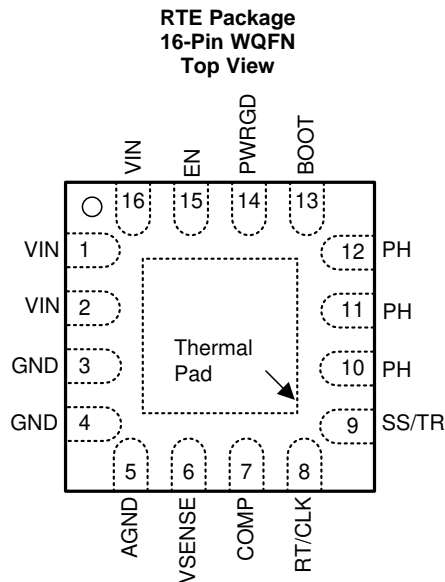 RTE Package
16-Pin WQFN
Top View
VIN
EN
PWRGD
BOOT
16
15
14
13
VIN 1
12 PH
VIN 2
11 PH
GND 3
10 PH
GND 4
9 SS/TR
Thermal
Pad
5
6
7
8
AGND
VSENSE
COMP
RT/CLK